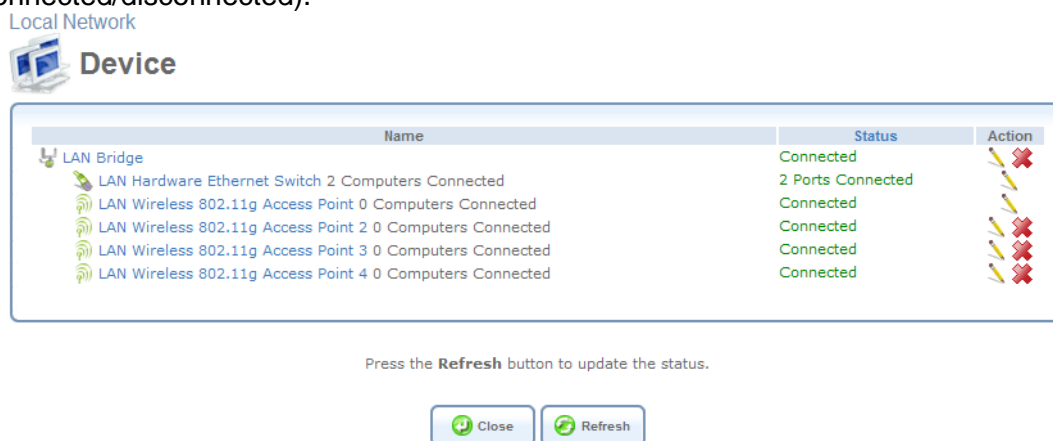 onnected/disconnected).
Local Network
Device
Name Status Action
LAN Bridge Connected
LAN Hardware Ethernet Switch 2 Computers Connected 2 Ports Connected
LAN Wireless 802.11g Access Point 0 Computers Connected Connected
LAN Wireless 802.11g Access Point 2 0 Computers Connected Connected
LAN Wireless 802.11g Access Point 3 0 Computers Connected Connected
LAN Wireless 802.11g Access Point 4 0 Computers Connected Connected
Press the Refresh button to update the status.
Close Refresh